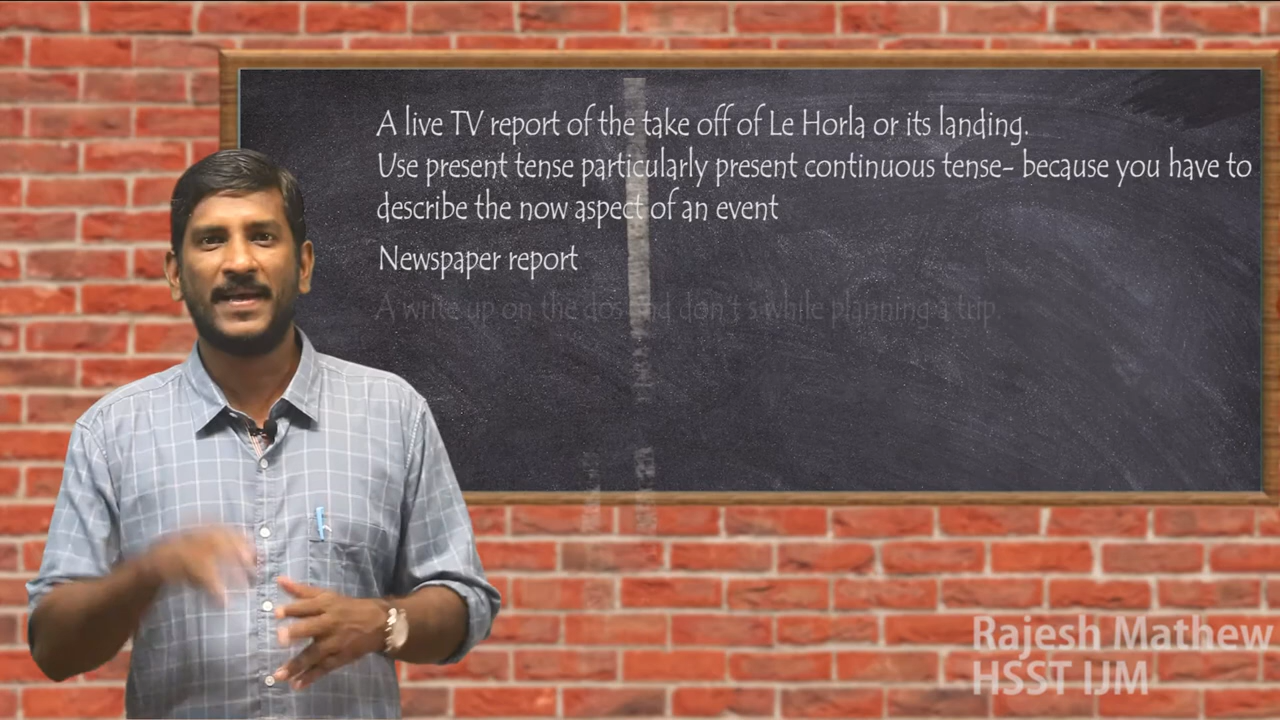 A live TV report of the take off of Le Horla or its landing.
Use present tense particularly present continuous tense- because you have to
describe the now aspect of an event
Newspaper report
A write up on the dos and don't s while planning a trip.
Rajesh Mathew
HSST IJM